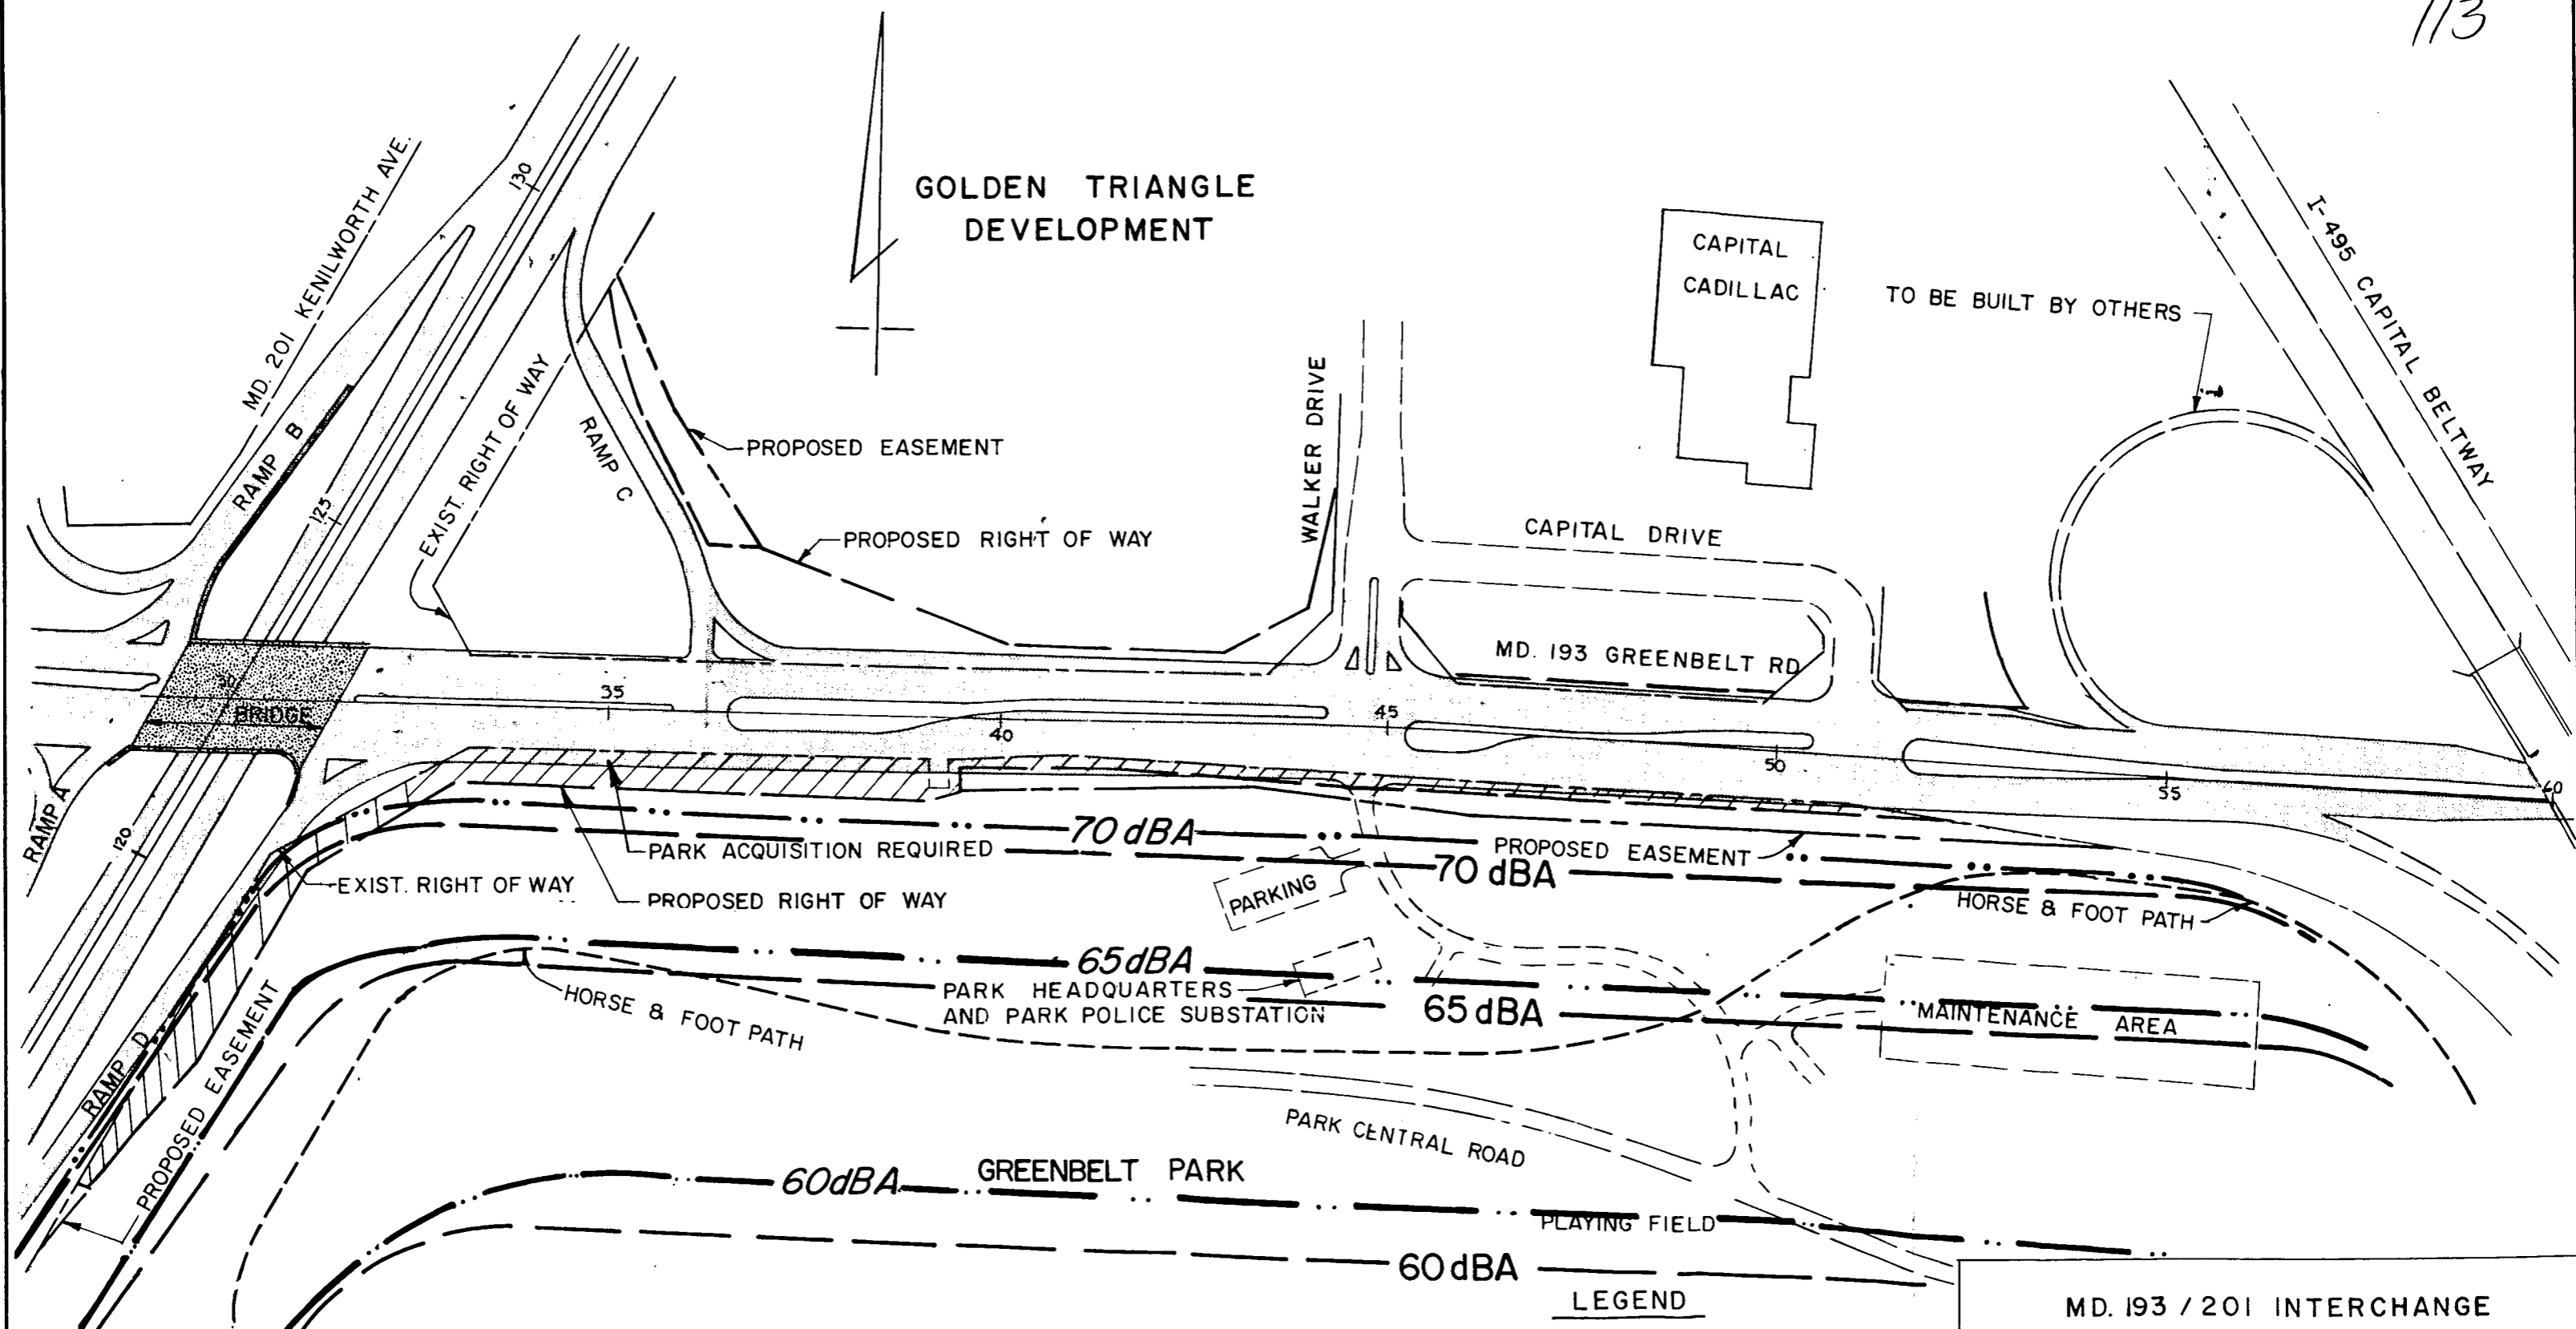 113
GOLDEN TRIANGLE
DEVELOPMENT
MD. 201 KENILWORTH AVE.
130
I-495 CAPITAL BELTWAY
CAPITAL
CADILLAC
TO BE BUILT BY OTHERS
RAMP B
125
EXIST. RIGHT OF WAY
RAMP C
PROPOSED EASEMENT
PROPOSED RIGHT OF WAY
WALKER DRIVE
CAPITAL DRIVE
MD. 193 GREENBELT RD
30
BRIDGE
35
40
45
50
55
60
RAMP A
120
PARK ACQUISITION REQUIRED
70 dBA
70 dBA
PROPOSED EASEMENT
EXIST. RIGHT OF WAY
PROPOSED RIGHT OF WAY
PARKING
HORSE & FOOT PATH
65 dBA
PARK HEADQUARTERS
AND PARK POLICE SUBSTATION
65 dBA
HORSE & FOOT PATH
MAINTENANCE AREA
RAMP D
PROPOSED EASEMENT
PARK CENTRAL ROAD
60 dBA
GREENBELT PARK
PLAYING FIELD
60 dBA
LEGEND
MD. 193 / 201 INTERCHANGE